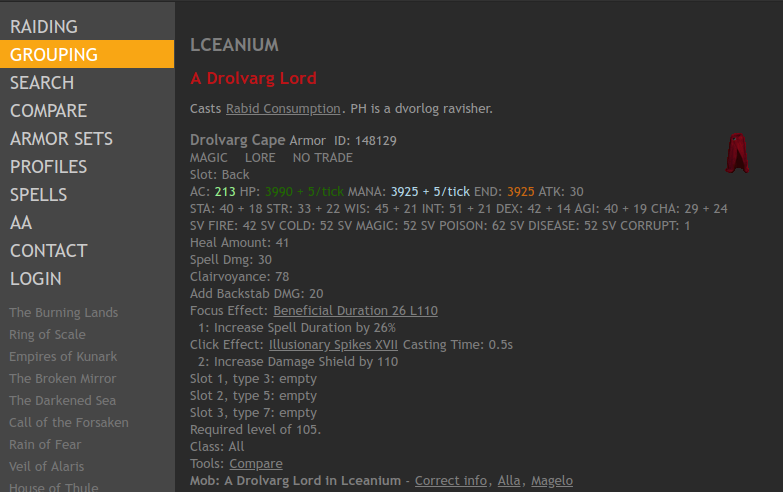 RAIDING
GROUPING
SEARCH
COMPARE
ARMOR SETS
PROFILES
SPELLS
AA
CONTACT
LOGIN
The Burning Lands
Ring of Scale
Empires of Kunark
The Broken Mirror
The Darkened Sea
Call of the Forsaken
Rain of Fear
Veil of Alaris
House of Thule
LCEANIUM
A Drolvarg Lord
Casts Rabid Consumption. PH is a dvorlog ravisher.
Drolvarg Cape Armor ID: 148129
MAGIC LORE NO TRADE
Slot: Back
AC: 213 HP: 3990 + 5/tick MANA: 3925 + 5/tick END: 3925 ATK: 30
STA: 40 + 18 STR: 33 + 22 WIS: 45 + 21 INT: 51 + 21 DEX: 42 + 14 AGI: 40 + 19 CHA: 29 + 24
SV FIRE: 42 SV COLD: 52 SV MAGIC: 52 SV POISON: 62 SV DISEASE: 52 SV CORRUPT: 1
Heal Amount: 41
Spell Dmg: 30
Clairvoyance: 78
Add Backstab DMG: 20
Focus Effect: Beneficial Duration 26 L110
1: Increase Spell Duration by 26%
Click Effect: Illusionary Spikes XVII Casting Time: 0.5s
2: Increase Damage Shield by 110
Slot 1, type 3: empty
Slot 2, type 5: empty
Slot 3, type 7: empty
Required level of 105.
Class: All
Tools: Compare
Mob: A Drolvarg Lord in Lceanium - Correct info, Alla, Magelo